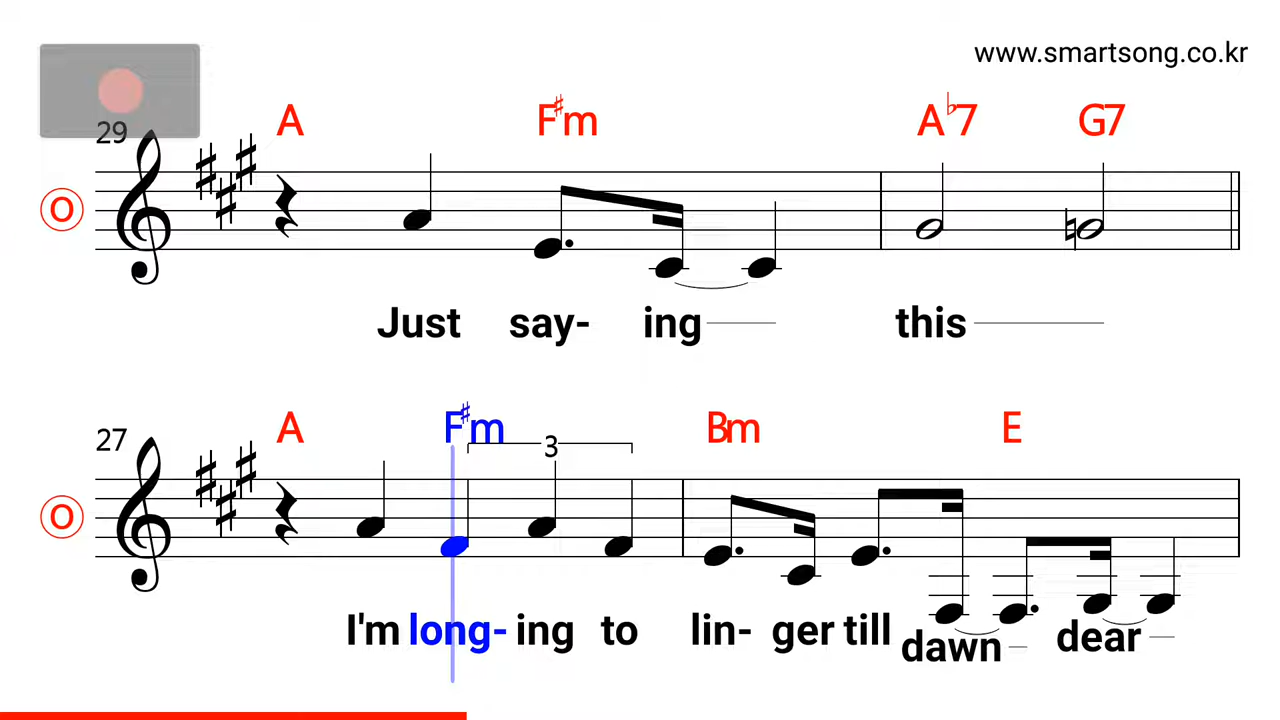 www.smartsong.co.kr
A F♯m A♭7 G7
29
O
Just say- ing this
A F♯m Bm E
27
3
O
I'm long- ing to lin- ger till dawn dear